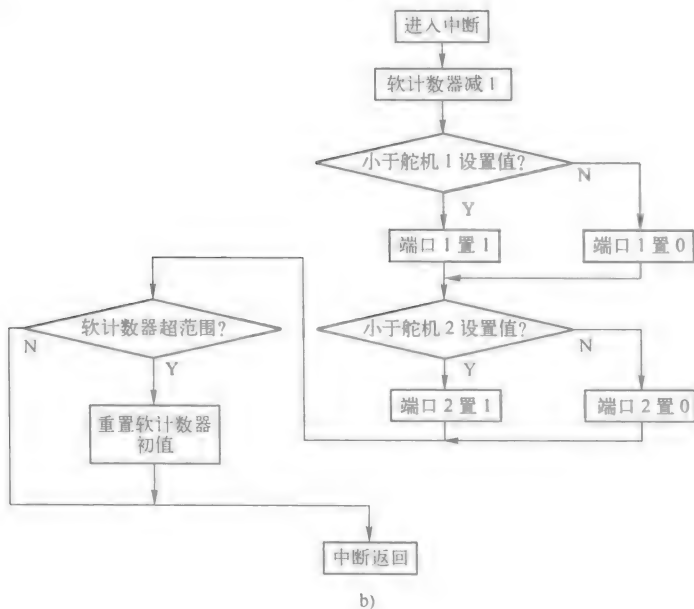 进入中断
软计数器减1
小于舵机1设置值?
N
Y
端口1置1
端口1置0
软计数器超范围?
小于舵机2设置值?
N
N
Y
Y
端口2置1
端口2置0
重置软计数器
初值
中断返回
b)